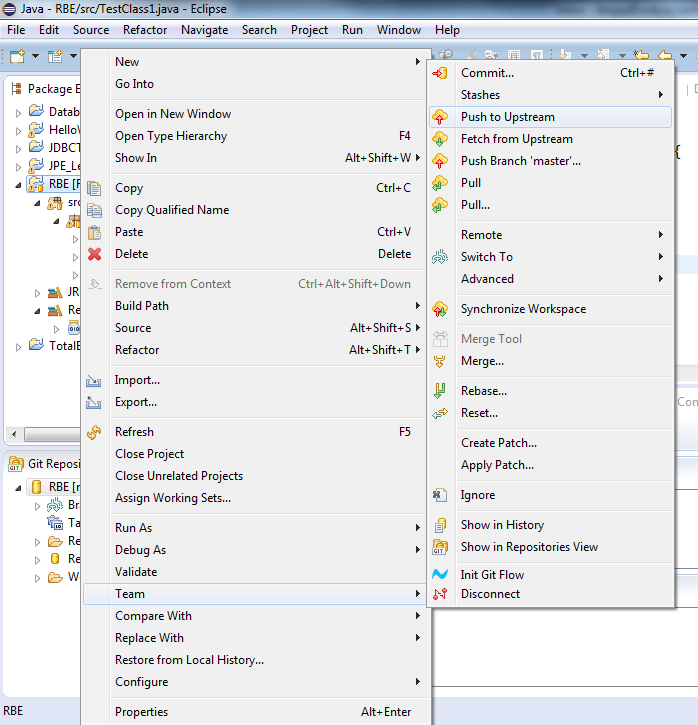 Java - RBE/src/TestClass1.java - Eclipse
File Edit Source Refactor Navigate Search Project Run Window Help
Package E
Datab
HelloW
JDBCT
JPE_Le
RBE [R
src
JR
Re
010
TotalB
Git Reposi
GIT
RBE [m
Bra
Ta
Re
Re
W
RBE
New
Go Into
Open in New Window
Open Type Hierarchy F4
Show In Alt+Shift+W
Copy Ctrl+C
Copy Qualified Name
Paste Ctrl+V
Delete Delete
Remove from Context Ctrl+Alt+Shift+Down
Build Path
Source Alt+Shift+S
Refactor Alt+Shift+T
Import...
Export...
Refresh F5
Close Project
Close Unrelated Projects
Assign Working Sets...
Run As
Debug As
Validate
Team
Compare With
Replace With
Restore from Local History...
Configure
Properties Alt+Enter
Commit... Ctrl+#
Stashes
Push to Upstream
Fetch from Upstream
Push Branch 'master'...
Pull
Pull...
Remote
Switch To
Advanced
Synchronize Workspace
Merge Tool
Merge...
Rebase...
Reset...
Create Patch...
Apply Patch...
Ignore
Show in History
Show in Repositories View
Init Git Flow
Disconnect
{
Con